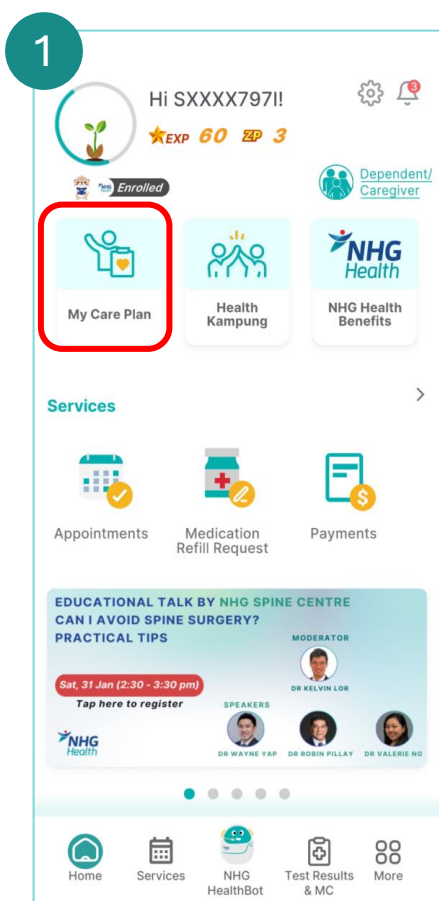 1
Hi SXXXX797I!
3
EXP 60 ZP 3
Enrolled
Dependent/
Caregiver
NHG
Health
My Care Plan
Health
Kampung
NHG Health
Benefits
Services
Appointments
Medication
Refill Request
Payments
EDUCATIONAL TALK BY NHG SPINE CENTRE
CAN I AVOID SPINE SURGERY?
PRACTICAL TIPS
MODERATOR
DR KELVIN LOR
Sat, 31 Jan (2:30 - 3:30 pm)
Tap here to register
SPEAKERS
NHG
Health
DR WAYNE YAP
DR ROBIN PILLAY
DR VALERIE NG
Home
Services
NHG
HealthBot
Test Results
& MC
More